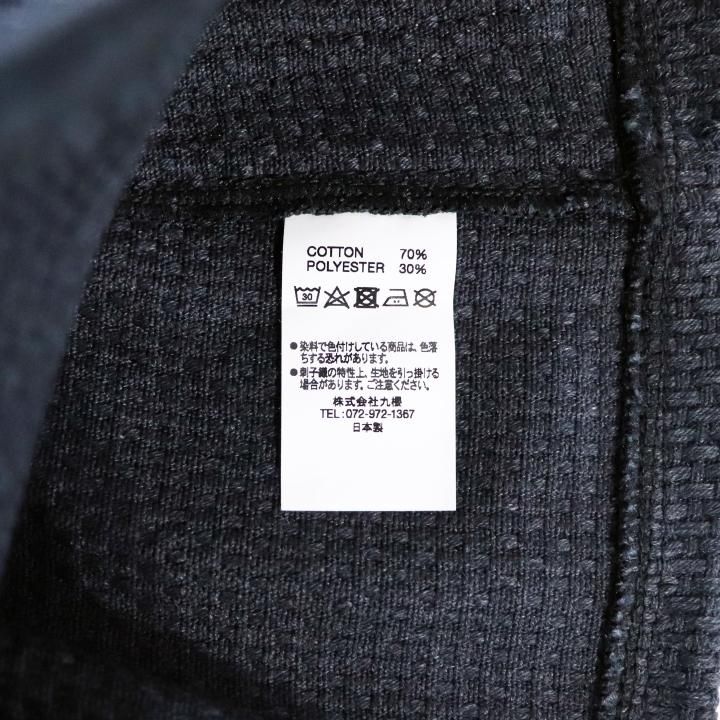 COTTON 70%
POLYESTER 30%
30
●染料で色付けしている商品は、色落
ちする恐れがあります。
●刺子織の特性上、生地を引っ掛ける
場合があります。ご注意ください。
株式会社九櫻
TEL:072-972-1367
日本製